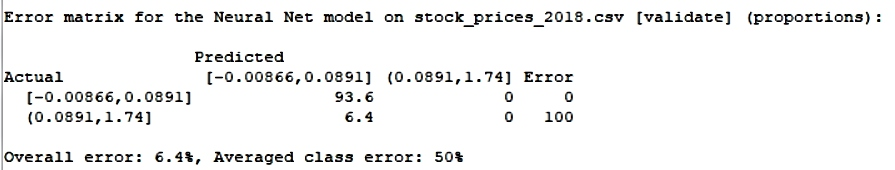 Error matrix for the Neural Net model on stock_prices_2018.csv [validate] (proportions):
Predicted
Actual [-0.00866,0.0891] (0.0891,1.74] Error
[-0.00866,0.0891] 93.6 0 0
(0.0891,1.74] 6.4 0 100
Overall error: 6.4%, Averaged class error: 50%